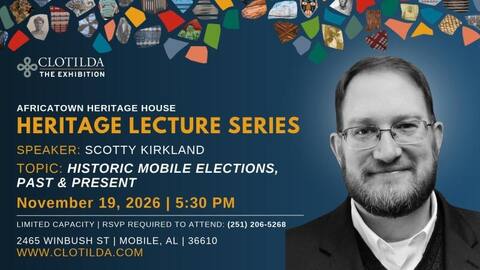 CLOTILDA
THE EXHIBITION
AFRICATOWN HERITAGE HOUSE
HERITAGE LECTURE SERIES
SPEAKER: SCOTTY KIRKLAND
TOPIC: HISTORIC MOBILE ELECTIONS,
PAST & PRESENT
November 19, 2026 | 5:30 PM
LIMITED CAPACITY | RSVP REQUIRED TO ATTEND: (251) 206-5268
2465 WINBUSH ST | MOBILE, AL | 36610
WWW.CLOTILDA.COM